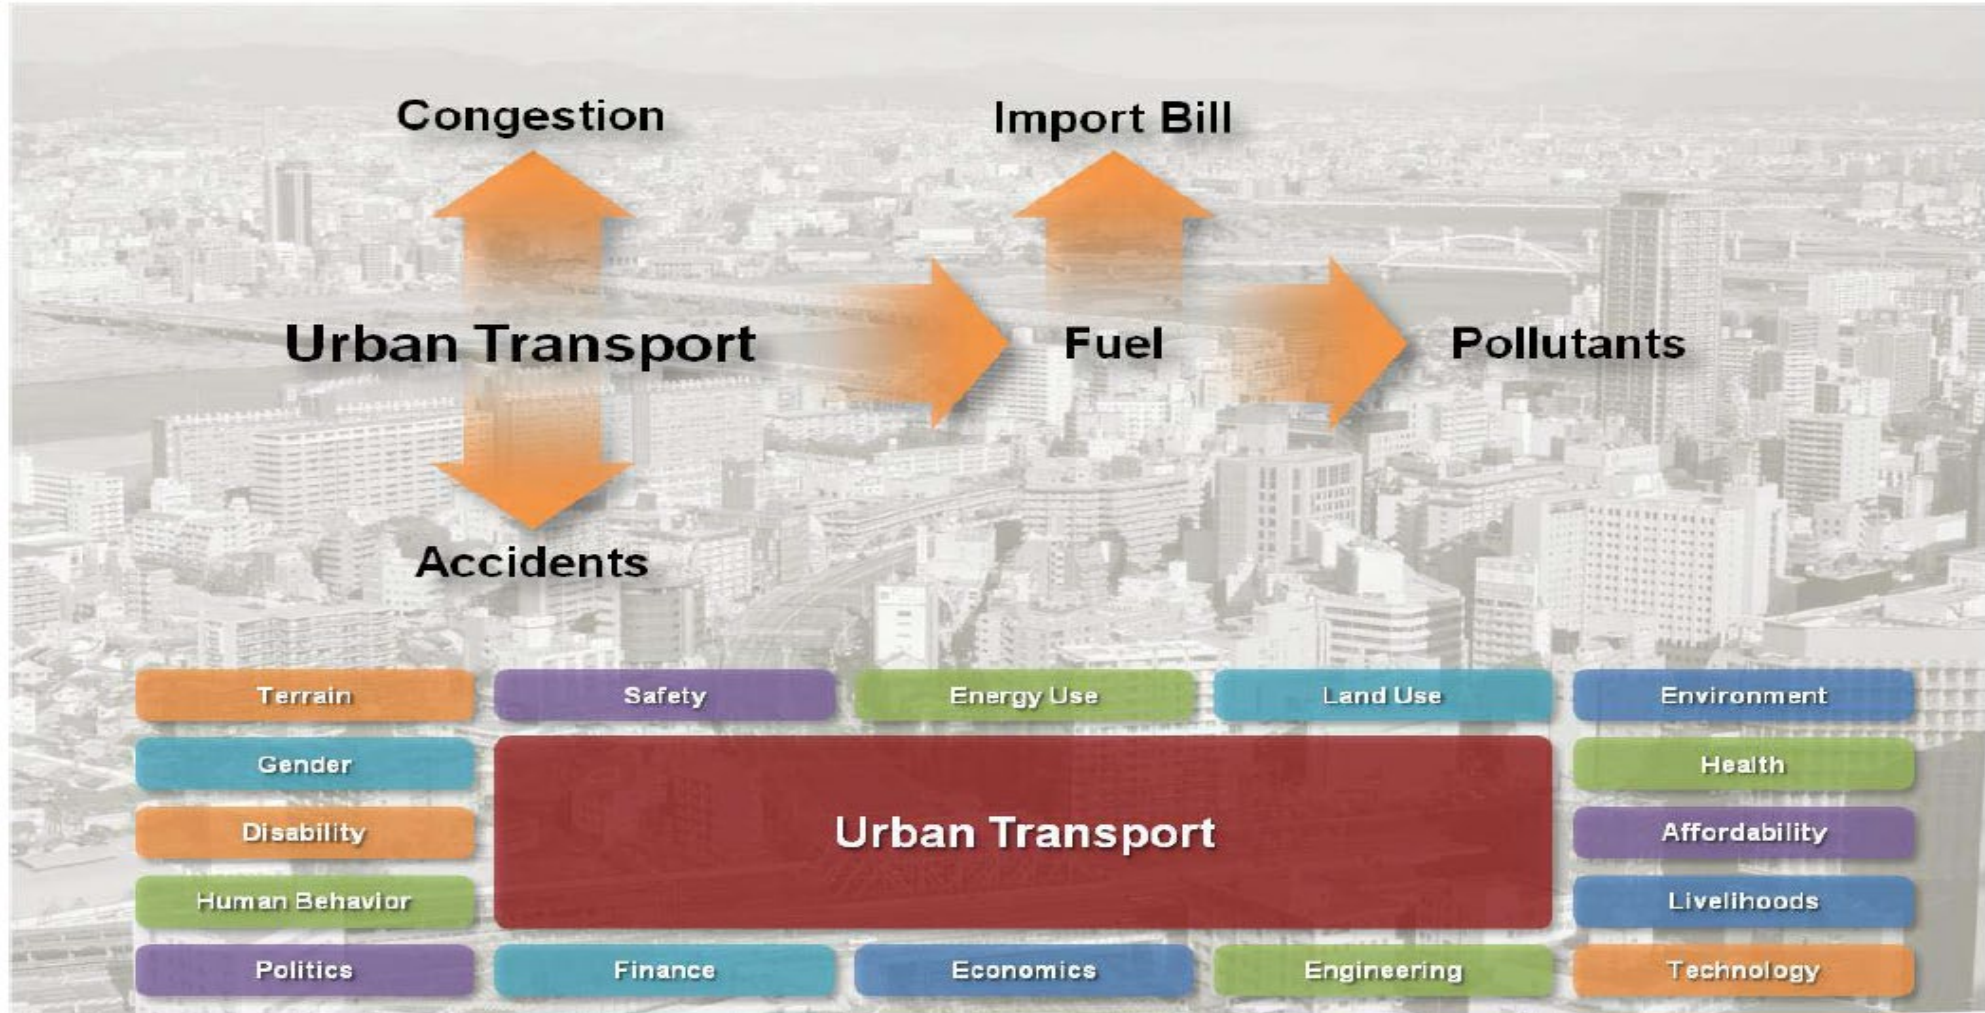 Congestion
Import Bill
Urban Transport
Fuel
Pollutants
Accidents
Terrain
Safety
Energy Use
Land Use
Environment
Gender
Health
Urban Transport
Disability
Affordability
Human Behavior
Livelihoods
Politics
Finance
Economics
Engineering
Technology